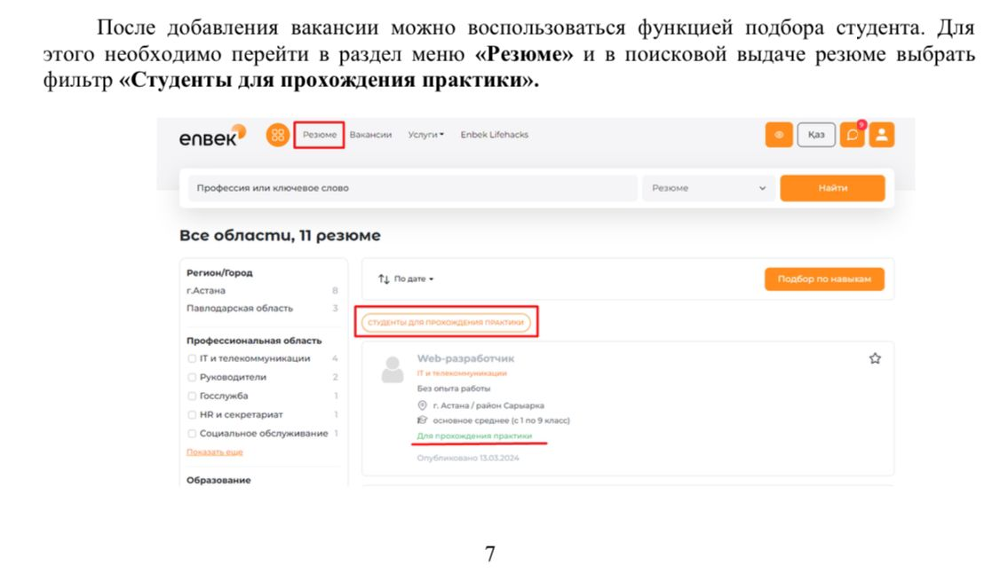 После добавления вакансии можно воспользоваться функцией подбора студента. Для
этого необходимо перейти в раздел меню «Резюме» и в поисковой выдаче резюме выбрать
фильтр «Студенты для прохождения практики».
enbek Резюме Вакансии Услуги Enbek Lifehacks Қаз 9
Профессия или ключевое слово Резюме Найти
Все области, 11 резюме
Регион/Город
г.Астана 8
Павлодарская область 3
Профессиональная область
IT и телекоммуникации 4
Руководители 2
Госслужба 1
HR и секретариат 1
Социальное обслуживание 1
Показать еще
Образование
По дате Подбор по навыкам
СТУДЕНТЫ ДЛЯ ПРОХОЖДЕНИЯ ПРАКТИКИ
Web-разработчик
IT и телекоммуникации
Без опыта работы
г. Астана / район Сарыарка
основное среднее (с 1 по 9 класс)
Для прохождения практики
Опубликовано 13.03.2024
7